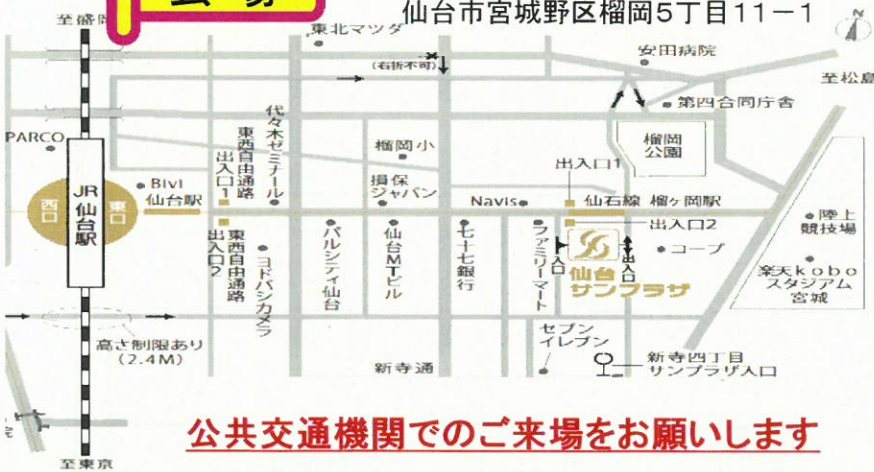 会場
仙台市宮城野区榴岡5丁目11-1
N
至盛岡
東北マツダ
(右折不可)
安田病院
至松島
第四合同庁舎
PARCO
代々木ゼミナール
東西自由通路
出入口1
榴岡小
榴岡
公園
BiVi
仙台駅
損保
ジャパン
出入口1
JR
仙台駅
西口
東口
Navis
仙石線 榴ヶ岡駅
出入口2
陸上
競技場
東西自由通路
出入口2
ヨドバシカメラ
パルシティ仙台
仙台MTビル
七十七銀行
ファミリーマート
入口
出入口
コープ
仙台
サンプラザ
楽天kobo
スタジアム
宮城
高さ制限あり
(2.4M)
新寺通
セブン
イレブン
新寺四丁目
サンプラザ入口
公共交通機関でのご来場をお願いします
至東京